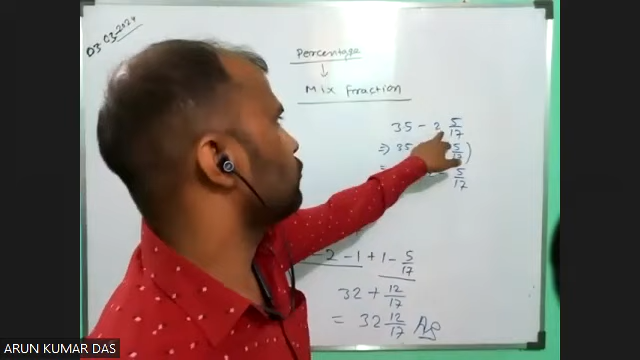 03-03-2024
Percentage
↓
Mix Fraction
35 - 2 5/17
⇒ 35 5/17 )
= - 5/17
- 2 - 1 + 1 - 5/17
32 + 12/17
= 32 12/17 Ans
ARUN KUMAR DAS